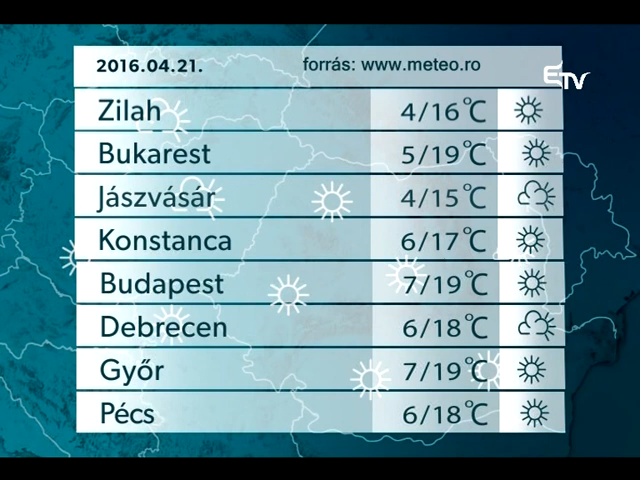 2016.04.21. forrás: www.meteo.ro
ETV
Zilah 4/16°C
Bukarest 5/19°C
Jászvásár 4/15°C
Konstanca 6/17°C
Budapest 7/19°C
Debrecen 6/18°C
Győr 7/19°C
Pécs 6/18°C